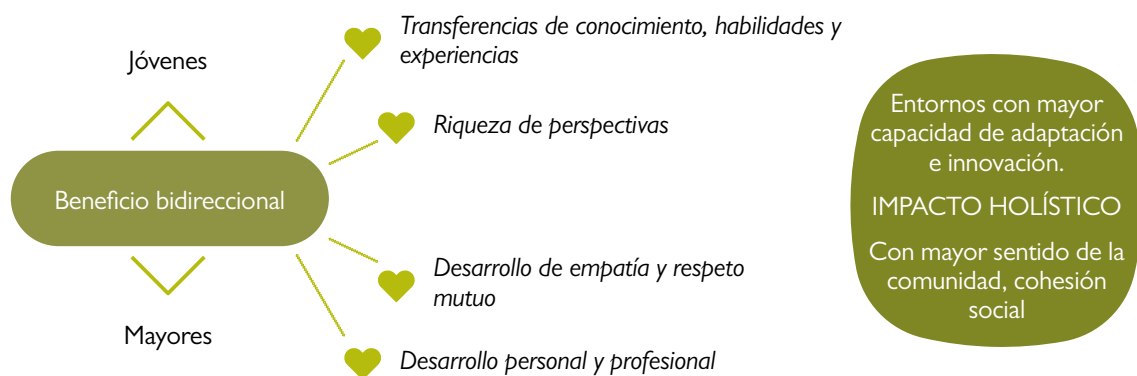 Jóvenes
Beneficio bidireccional
Mayores
Transferencias de conocimiento, habilidades y
experiencias
Riqueza de perspectivas
Desarrollo de empatía y respeto
mutuo
Desarrollo personal y profesional
Entornos con mayor
capacidad de adaptación
e innovación.
IMPACTO HOLÍSTICO
Con mayor sentido de la
comunidad, cohesión
social